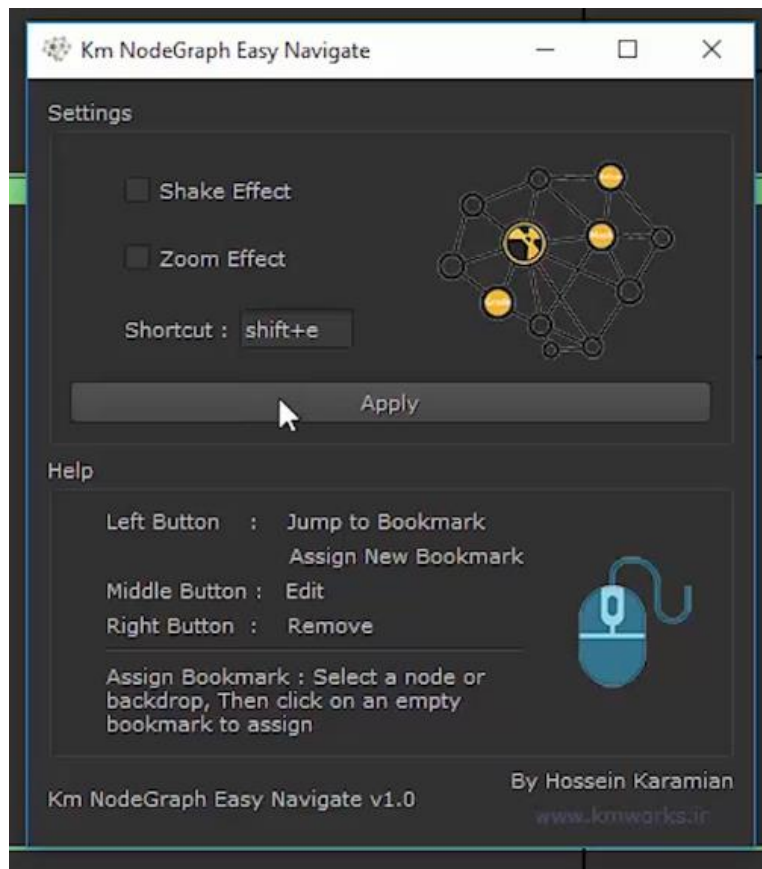 Km NodeGraph Easy Navigate
Settings
Shake Effect
Zoom Effect
Shortcut : shift+e
Apply
Help
Left Button : Jump to Bookmark
Assign New Bookmark
Middle Button : Edit
Right Button : Remove
Assign Bookmark : Select a node or
backdrop, Then click on an empty
bookmark to assign
By Hossein Karamian
Km NodeGraph Easy Navigate v1.0
www.kmworks.ir